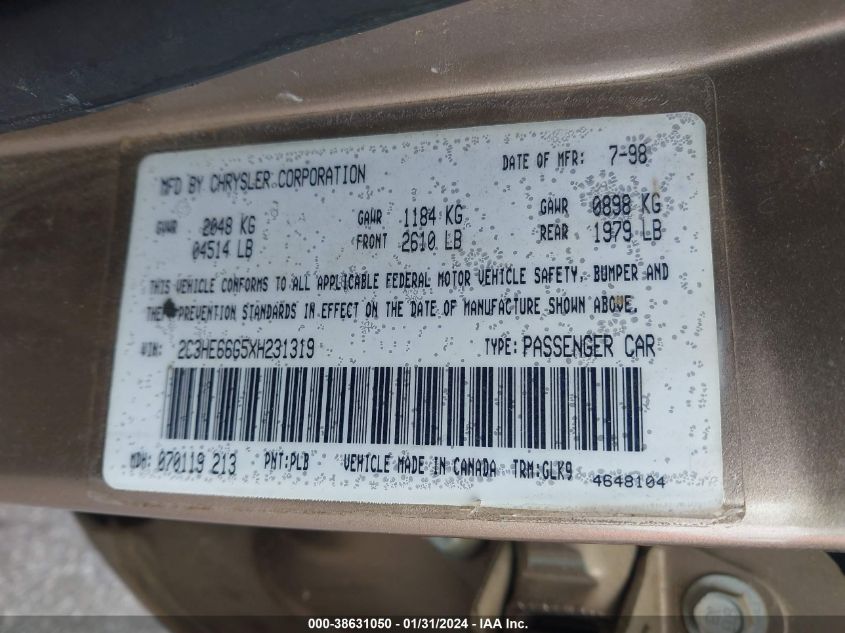 MFD BY CHRYSLER CORPORATION DATE OF MFR: 7-98
GVWR 2048 KG GAWR 1184 KG GAWR 0898 KG
04514 LB FRONT 2610 LB REAR 1979 LB
THIS VEHICLE CONFORMS TO ALL APPLICABLE FEDERAL MOTOR VEHICLE SAFETY, BUMPER AND
THEFT PREVENTION STANDARDS IN EFFECT ON THE DATE OF MANUFACTURE SHOWN ABOVE.
VIN: 2C3HE66G5XH231319 TYPE: PASSENGER CAR
MDH: 070119 213 PNT:PLB VEHICLE MADE IN CANADA TRM:GLK9 4648104
000-38631050 - 01/31/2024 - IAA Inc.